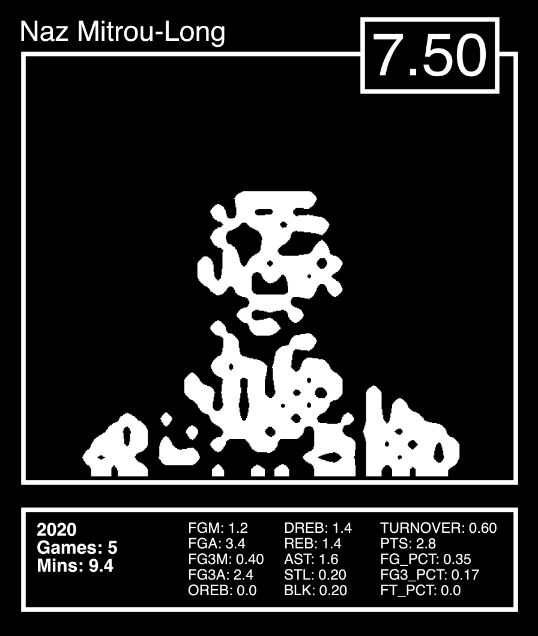 Naz Mitrou-Long
7.50
2020
Games: 5
Mins: 9.4
FGM: 1.2
FGA: 3.4
FG3M: 0.40
FG3A: 2.4
OREB: 0.0
DREB: 1.4
REB: 1.4
AST: 1.6
STL: 0.20
BLK: 0.20
TURNOVER: 0.60
PTS: 2.8
FG_PCT: 0.35
FG3_PCT: 0.17
FT_PCT: 0.0